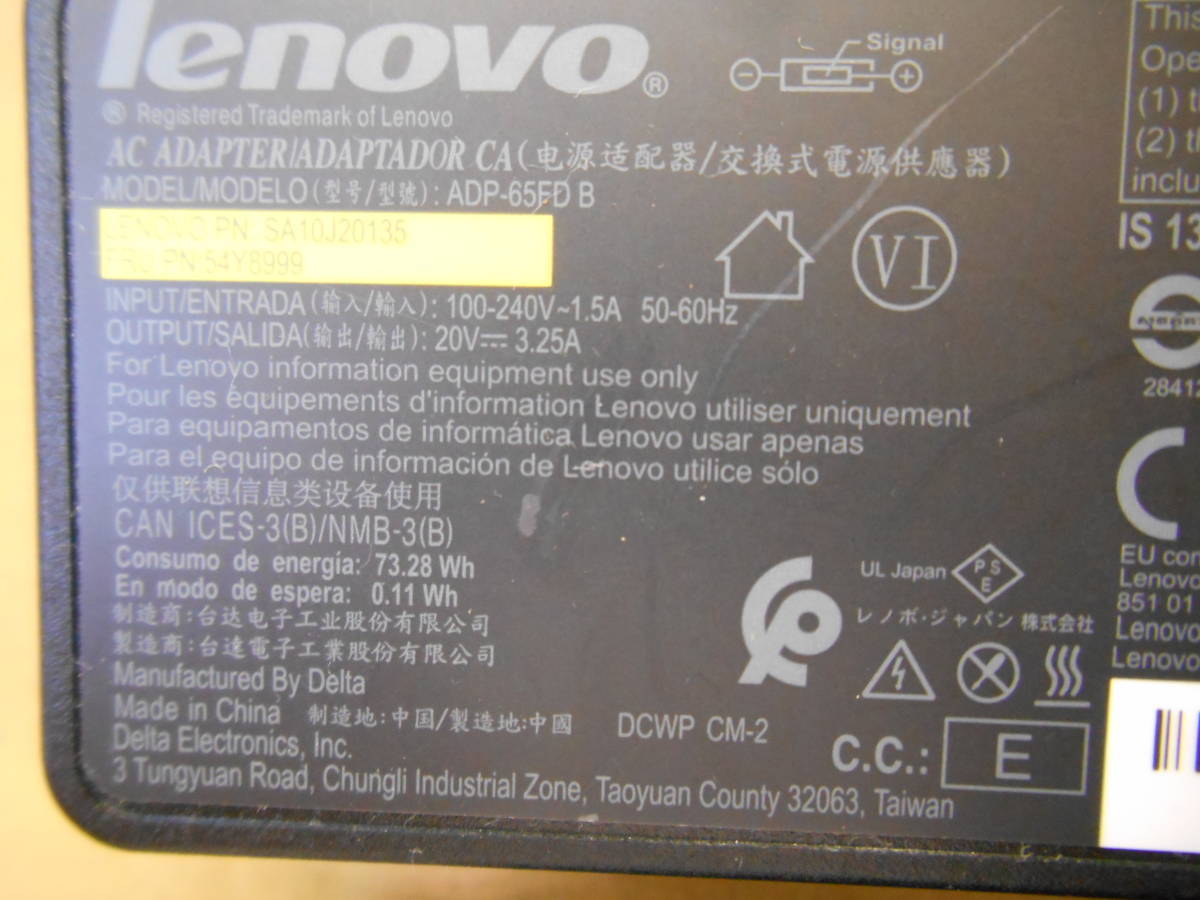 lenovo®
Signal
® Registered Trademark of Lenovo
AC ADAPTER/ADAPTADOR CA(电源适配器/交換式電源供應器)
MODEL/MODELO(型号/型號): ADP-65FD B
LENOVO PN: SA10J20135
FRU PN:54Y8999
VI
INPUT/ENTRADA(输入/輸入): 100-240V~1.5A 50-60Hz
OUTPUT/SALIDA(输出/輸出): 20V⎓ 3.25A
For Lenovo information equipment use only
Pour les équipements d'information Lenovo utiliser uniquement
Para equipamentos de informática Lenovo usar apenas
Para el equipo de información de Lenovo utilice sólo
仅供联想信息类设备使用
CAN ICES-3(B)/NMB-3(B)
Consumo de energía: 73.28 Wh
En modo de espera: 0.11 Wh
制造商:台达电子工业股份有限公司
製造商:台達電子工業股份有限公司
Manufactured By Delta
Made in China 制造地:中国/製造地:中國 DCWP CM-2
Delta Electronics, Inc.
3 Tungyuan Road, Chungli Industrial Zone, Taoyuan County 32063, Taiwan
UL Japan PSE
レノボ・ジャパン 株式会社
C.C.: E
This
(1)
(2)
IS 13
EU
Lenovo
851 01
Lenovo
Lenovo